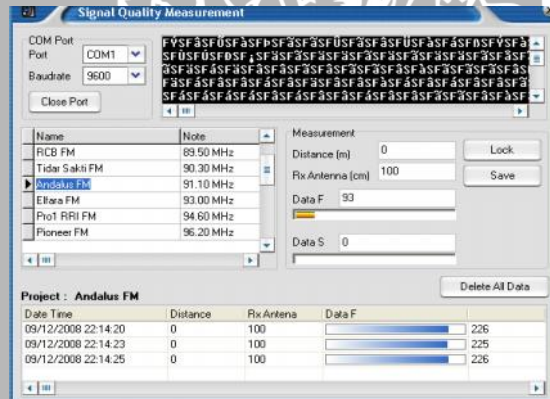 Signal Quality Measurement
COM Port
Port COM1
Baudrate 9600
Close Port
Measurement
Distance (m) 0
Rx Antenna (cm) 100
Lock
Save
Data F 93
Data S 0
Name Note
RCB FM 89.50 MHz
Tidar Sakti FM 90.30 MHz
Andalus FM 91.10 MHz
Elfara FM 93.00 MHz
Pro1 RRI FM 94.60 MHz
Pioneer FM 96.20 MHz
Delete All Data
Project : Andalus FM
Date Time Distance Rx Antena Data F
09/12/2008 22:14:20 0 100 226
09/12/2008 22:14:23 0 100 225
09/12/2008 22:14:25 0 100 226